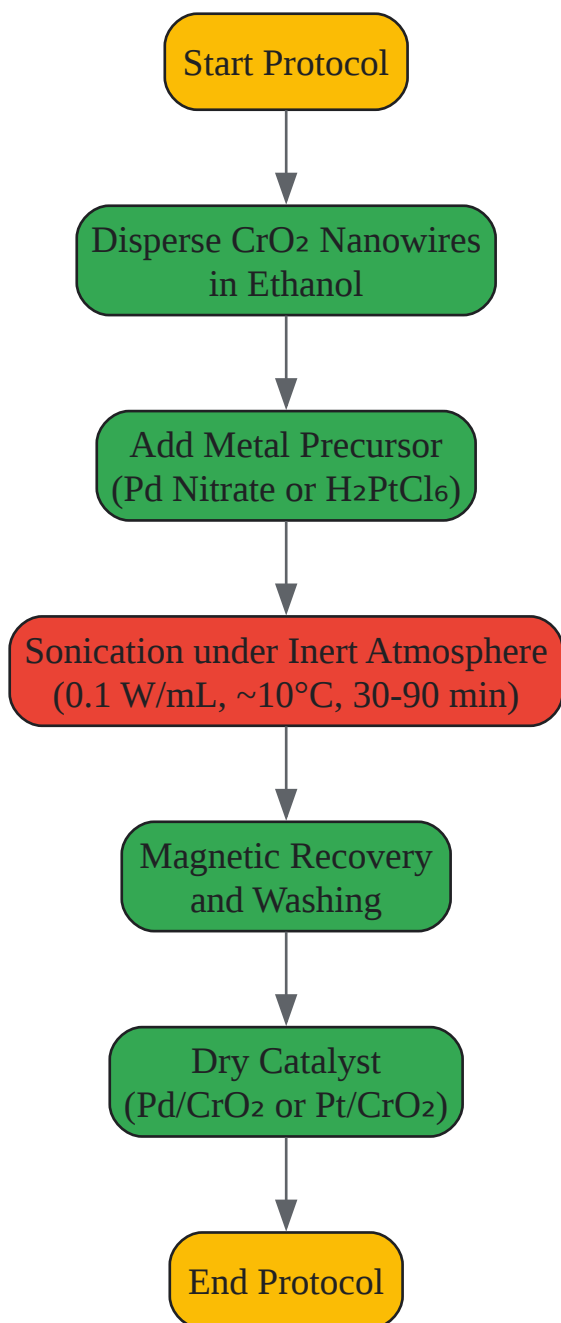 Start Protocol
Disperse CrO₂ Nanowires
in Ethanol
Add Metal Precursor
(Pd Nitrate or H₂PtCl₆)
Sonication under Inert Atmosphere
(0.1 W/mL, ~10°C, 30-90 min)
Magnetic Recovery
and Washing
Dry Catalyst
(Pd/CrO₂ or Pt/CrO₂)
End Protocol